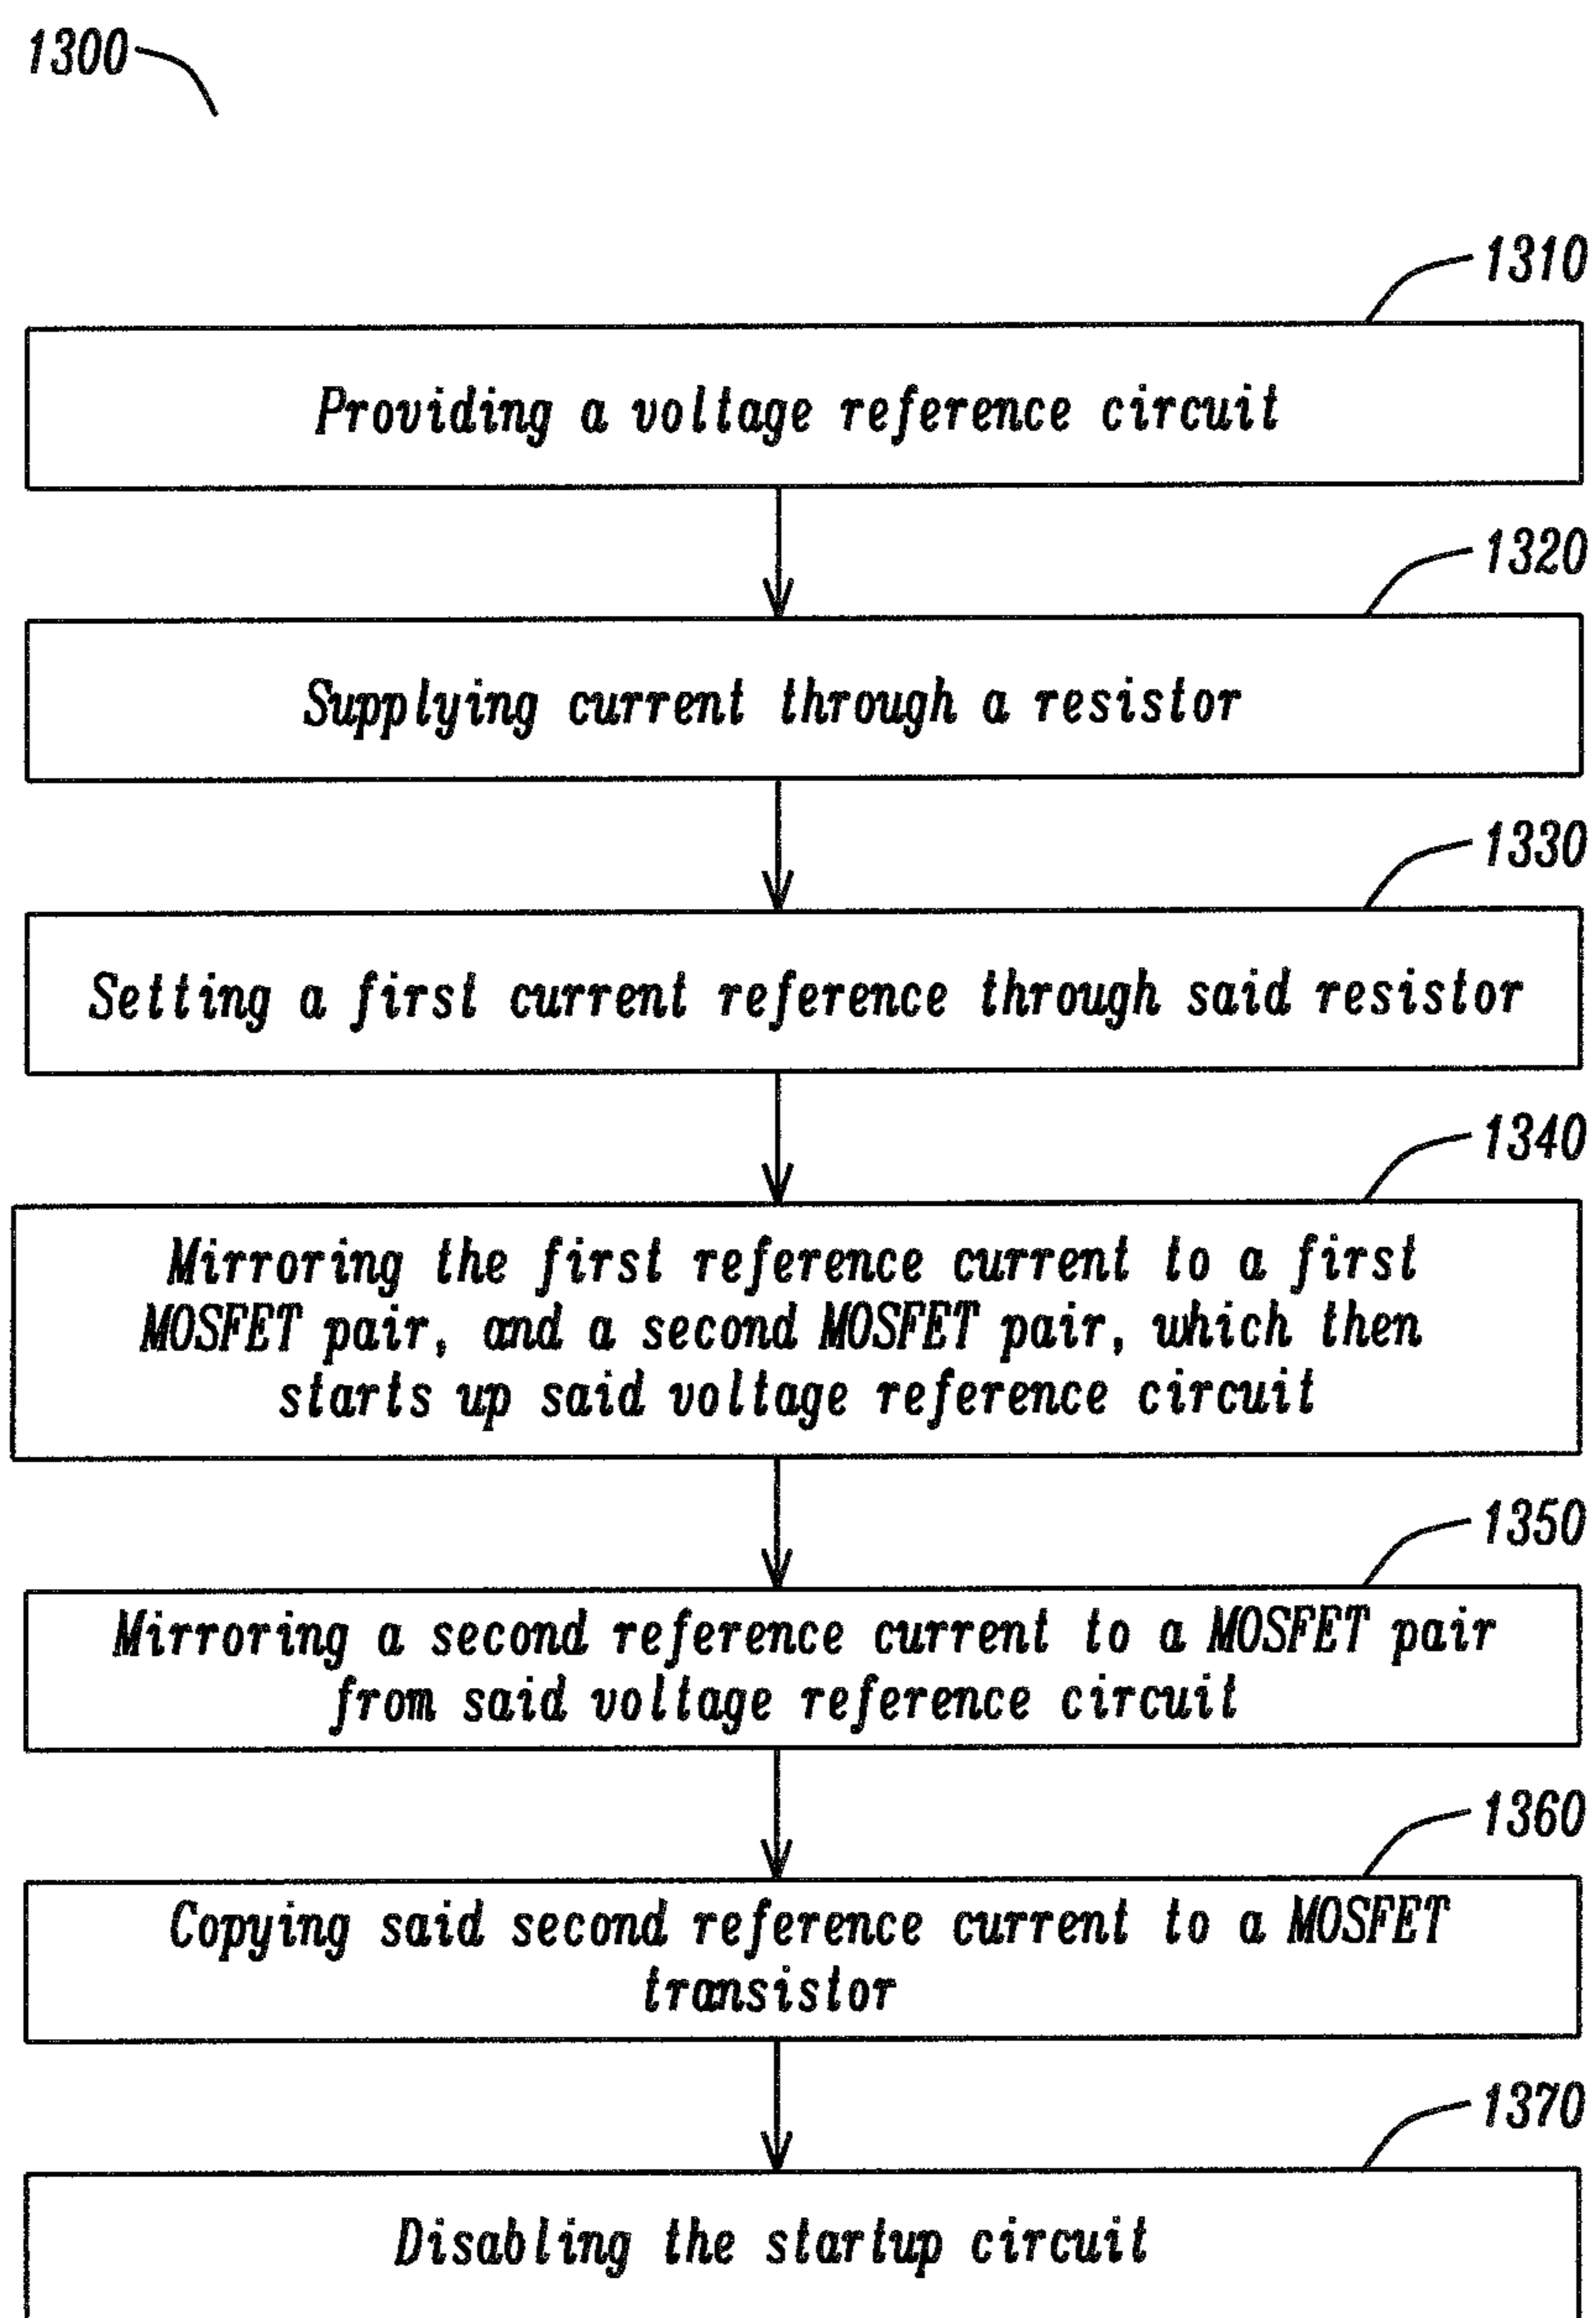 1300
1310
Providing a voltage reference circuit
1320
Supplying current through a resistor
1330
Setting a first current reference through said resistor
1340
Mirroring the first reference current to a first
MOSFET pair, and a second MOSFET pair, which then
starts up said voltage reference circuit
1350
Mirroring a second reference current to a MOSFET pair
from said voltage reference circuit
1360
Copying said second reference current to a MOSFET
transistor
1370
Disabling the startup circuit